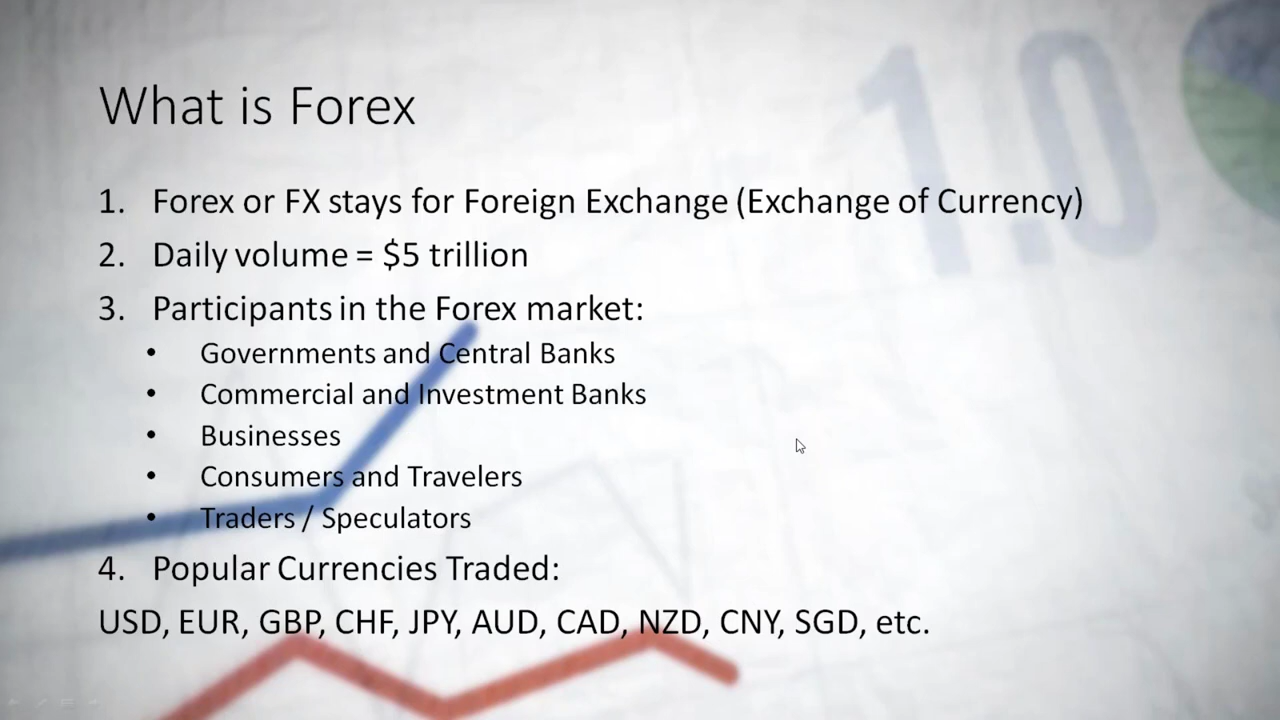 What is Forex
1.0
1. Forex or FX stays for Foreign Exchange (Exchange of Currency)
2. Daily volume = $5 trillion
3. Participants in the Forex market:
• Governments and Central Banks
• Commercial and Investment Banks
• Businesses
• Consumers and Travelers
• Traders / Speculators
4. Popular Currencies Traded:
USD, EUR, GBP, CHF, JPY, AUD, CAD, NZD, CNY, SGD, etc.